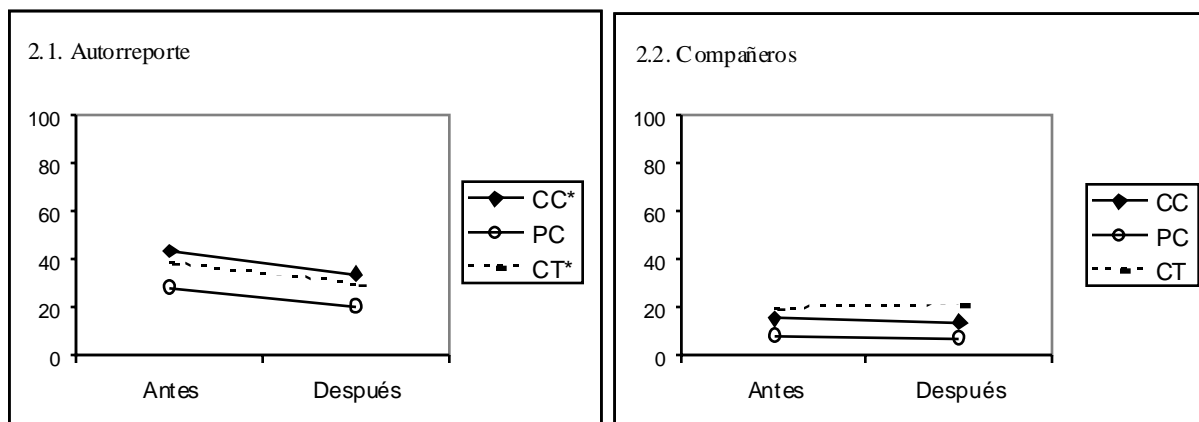 2.1. Autorreporte
100
80
60
40
20
0
Antes Después
CC*
PC
CT*
2.2. Compañeros
100
80
60
40
20
0
Antes Después
CC
PC
CT